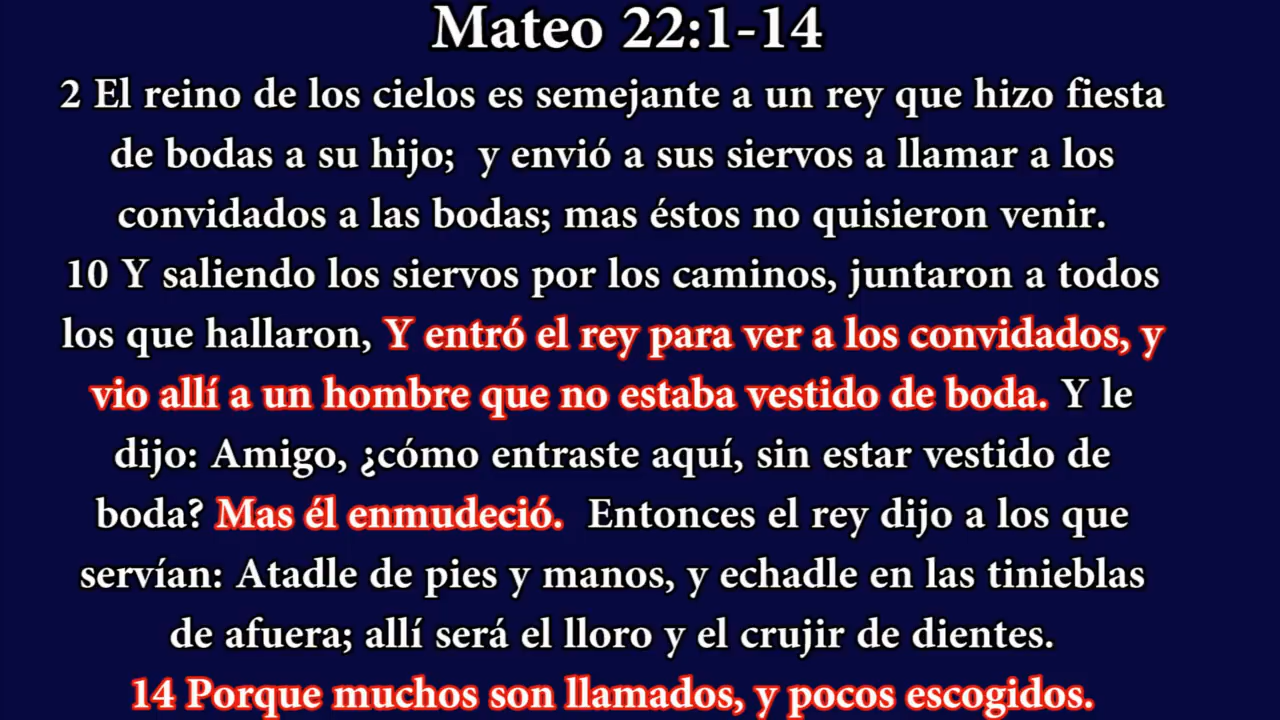 Mateo 22:1-14
2 El reino de los cielos es semejante a un rey que hizo fiesta
de bodas a su hijo;  y envió a sus siervos a llamar a los
convidados a las bodas; mas éstos no quisieron venir.
10 Y saliendo los siervos por los caminos, juntaron a todos
los que hallaron, Y entró el rey para ver a los convidados, y
vio allí a un hombre que no estaba vestido de boda. Y le
dijo: Amigo, ¿cómo entraste aquí, sin estar vestido de
boda? Mas él enmudeció.  Entonces el rey dijo a los que
servían: Atadle de pies y manos, y echadle en las tinieblas
de afuera; allí será el lloro y el crujir de dientes.
14 Porque muchos son llamados, y pocos escogidos.